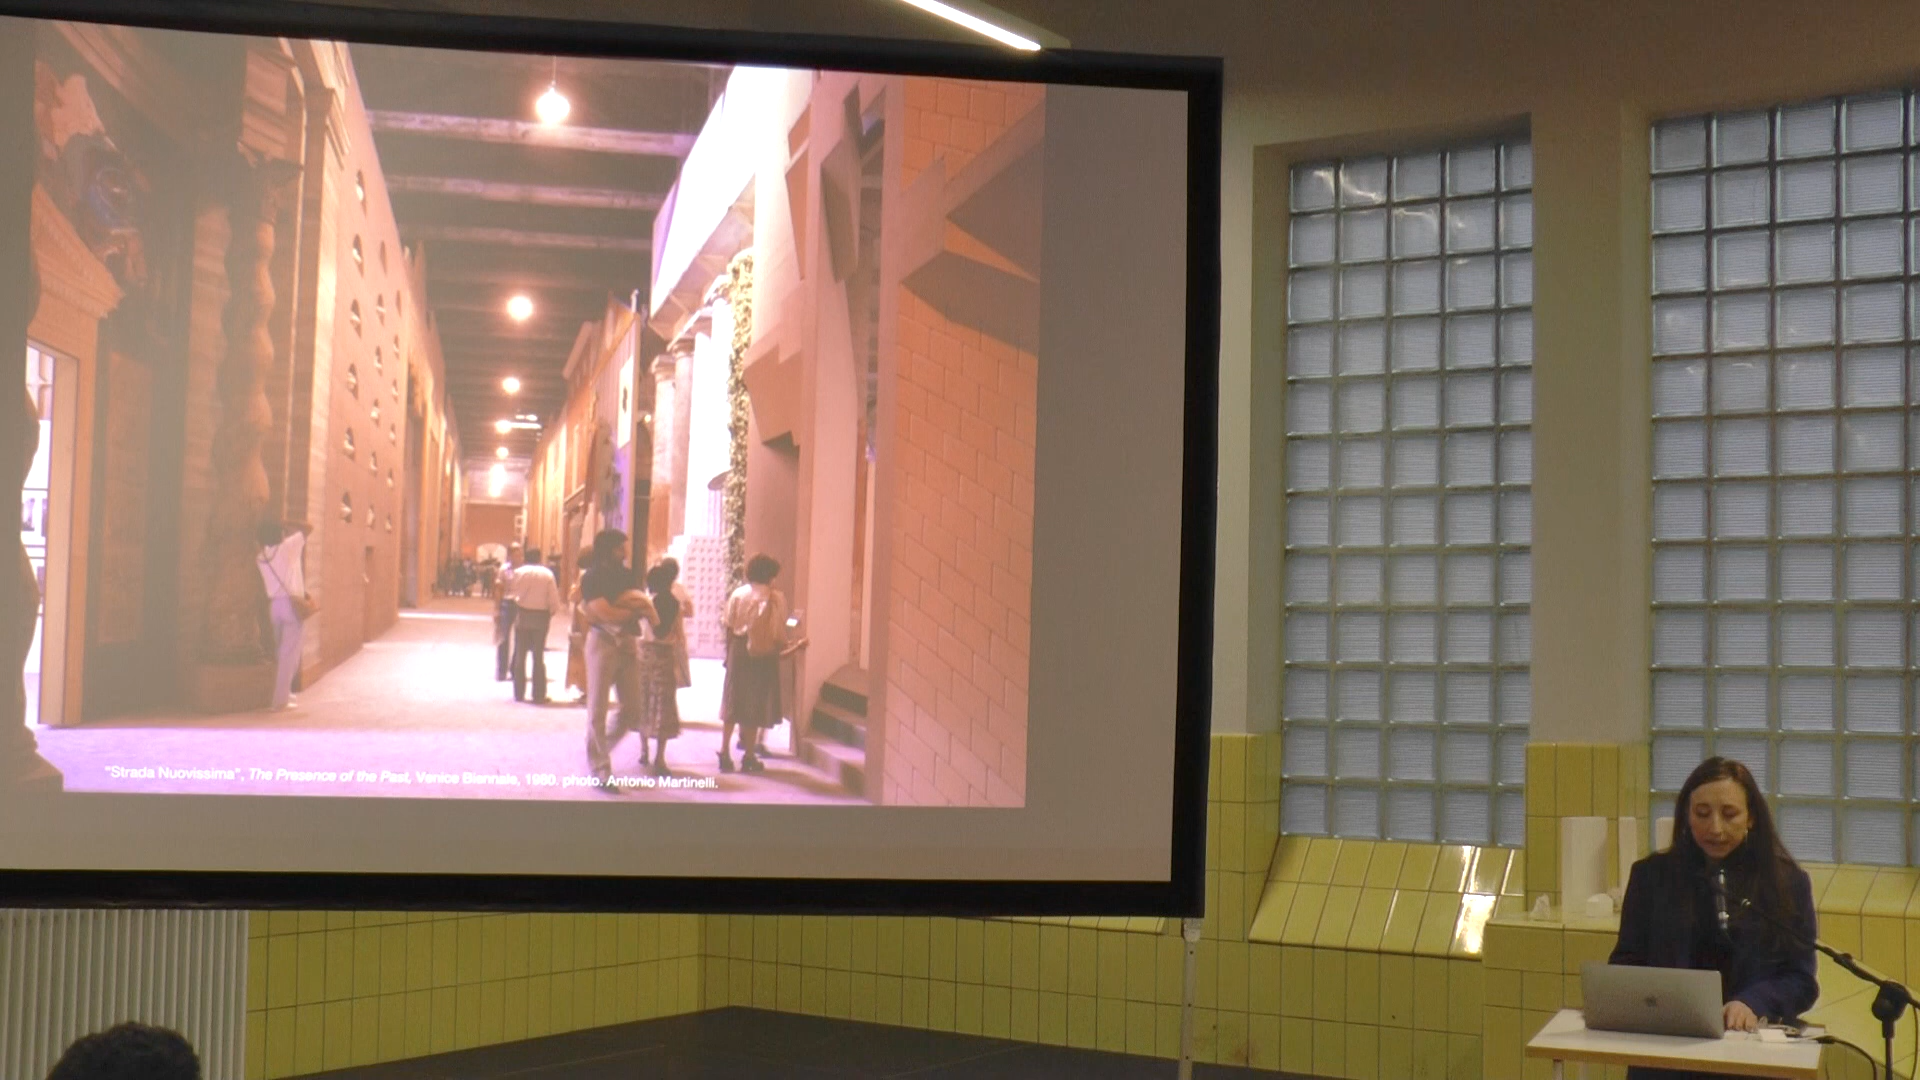 "Strada Nuovissima", The Presence of the Past, Venice Biennale, 1980. photo. Antonio Martinelli.